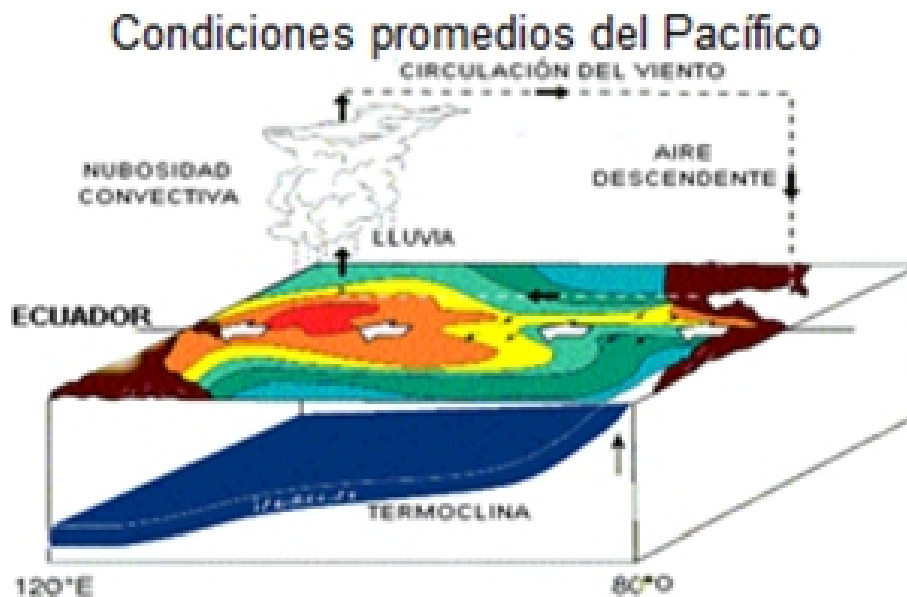 Condiciones promedios del Pacífico
CIRCULACIÓN DEL VIENTO
NUBOSIDAD
CONVECTIVA
AIRE
DESCENDENTE
LLUVIA
ECUADOR
TERMOCLINA
120°E
80°O